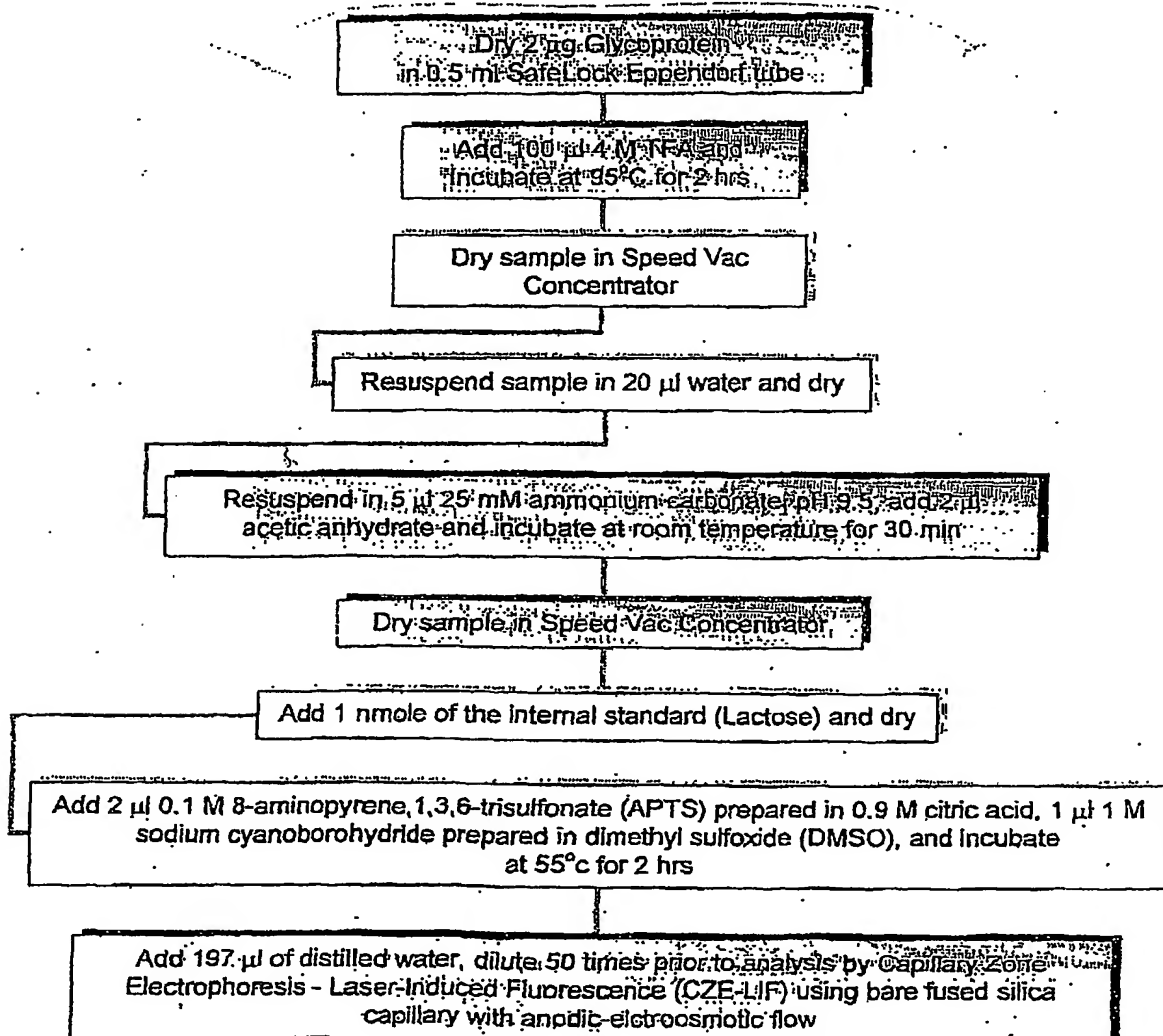 Dry 2 µg Glycoprotein
in 0.5 ml SafeLock Eppendorf tube
Add 100 µl 4 M TFA and
Incubate at 95°C for 2 hrs
Dry sample in Speed Vac
Concentrator
Resuspend sample in 20 µl water and dry
Resuspend in 5 µl 25 mM ammonium carbonate, pH 9.5, add 2 µl
acetic anhydrate and incubate at room temperature for 30 min
Dry sample in Speed Vac Concentrator
Add 1 nmole of the internal standard (Lactose) and dry
Add 2 µl 0.1 M 8-aminopyrene,1,3,6-trisulfonate (APTS) prepared in 0.9 M citric acid, 1 µl 1 M
sodium cyanoborohydride prepared in dimethyl sulfoxide (DMSO), and incubate
at 55°c for 2 hrs
Add 197 µl of distilled water, dilute 50 times prior to analysis by Capillary Zone
Electrophoresis - Laser-Induced Fluorescence (CZE-LIF) using bare fused silica
capillary with anodic eletroosmotic flow